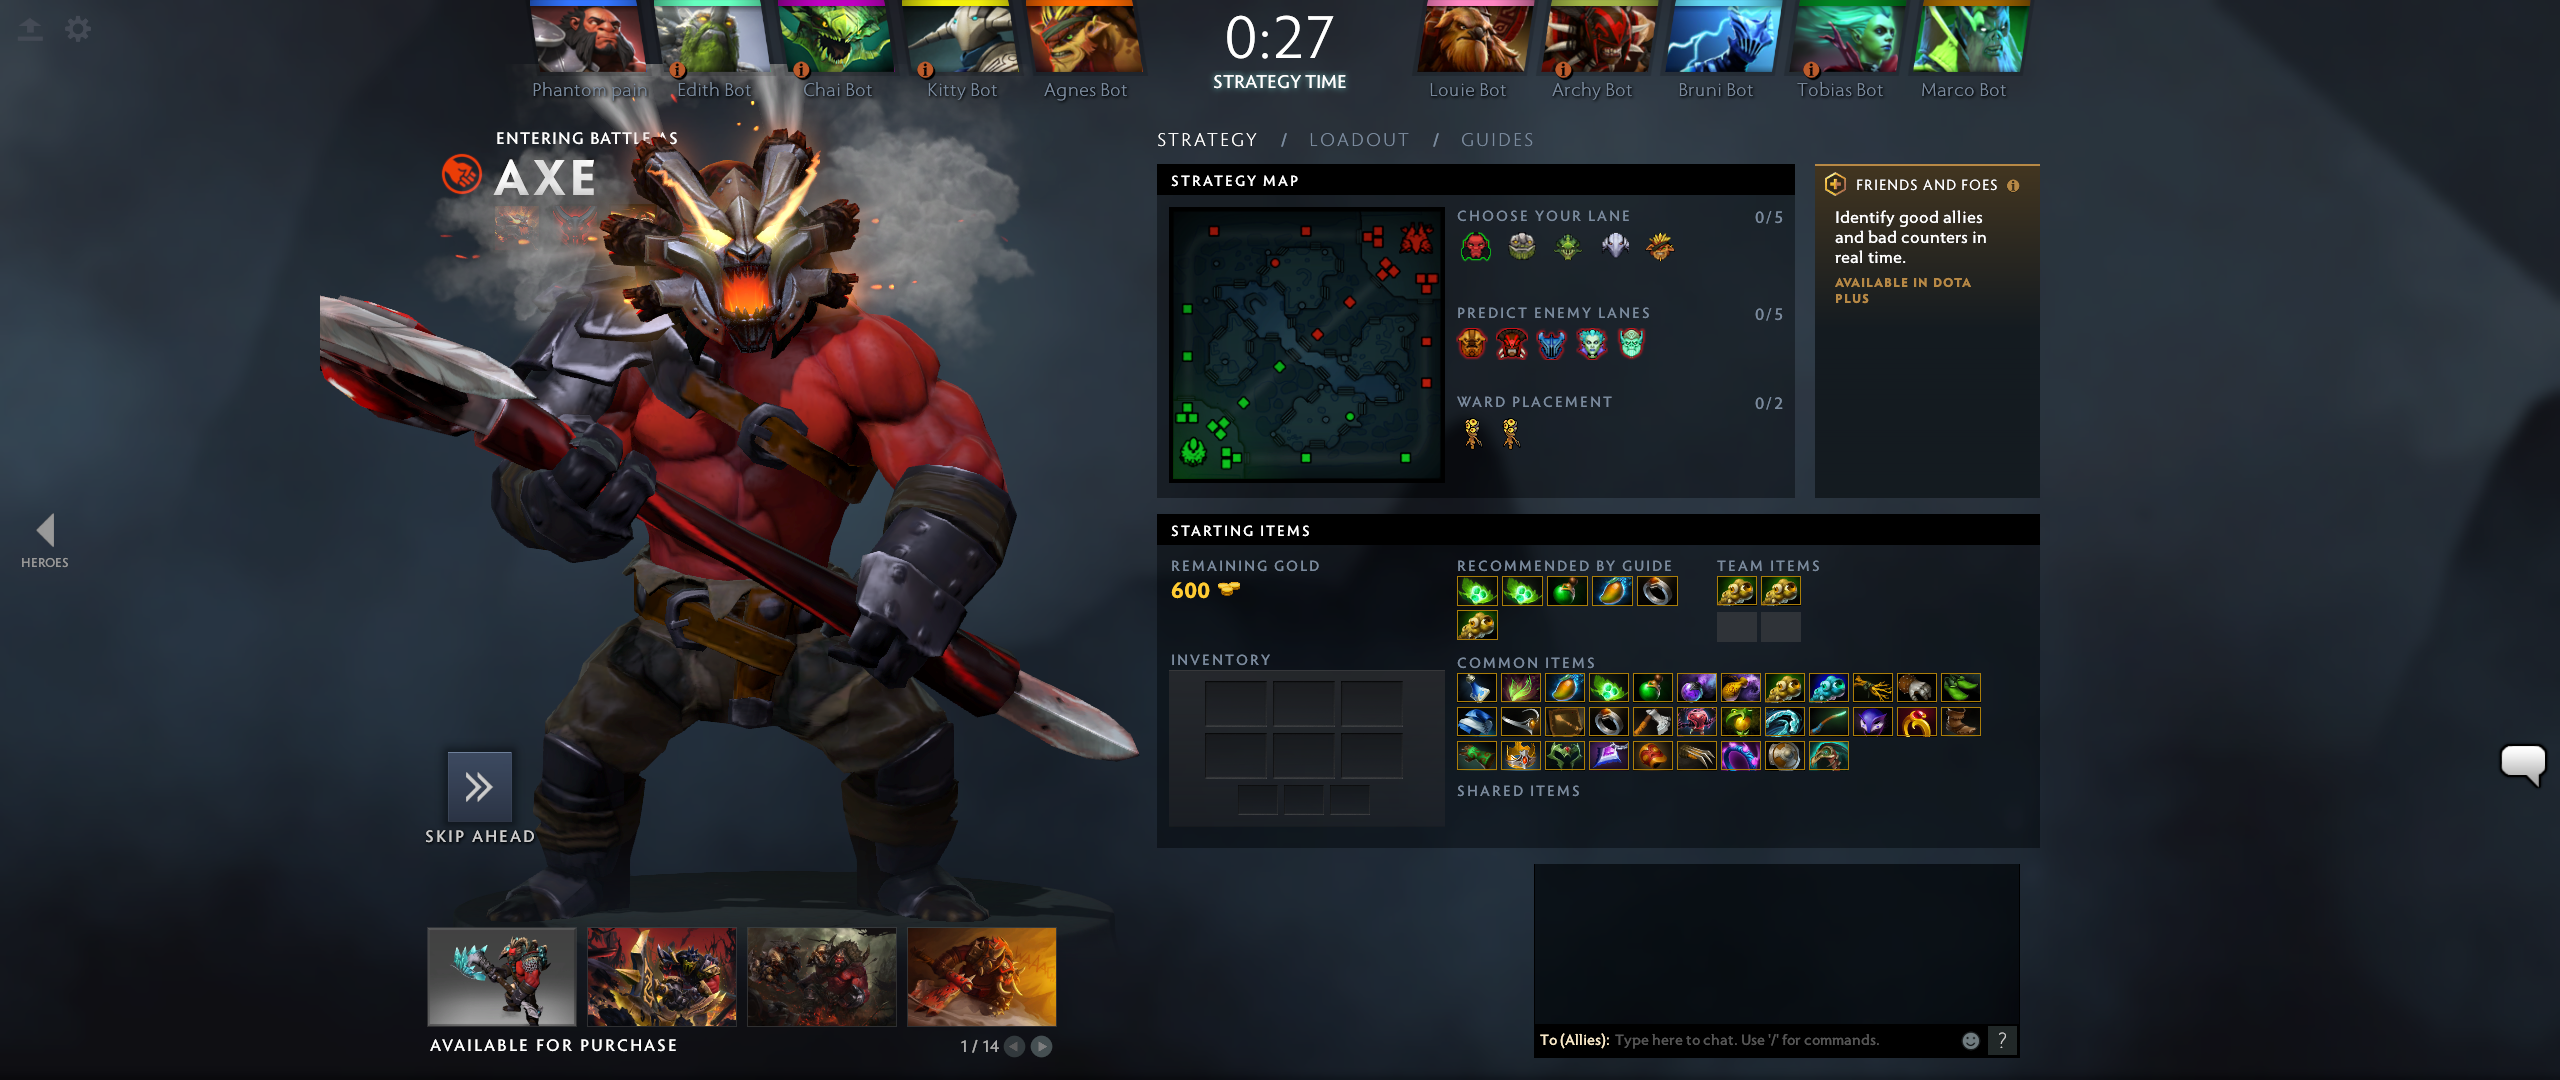 0:27
STRATEGY TIME
Phantom pain
Edith Bot
Chai Bot
Kitty Bot
Agnes Bot
Louie Bot
Archy Bot
Bruni Bot
Tobias Bot
Marco Bot
ENTERING BATTLE AS
AXE
STRATEGY / LOADOUT / GUIDES
STRATEGY MAP
CHOOSE YOUR LANE 0/5
PREDICT ENEMY LANES 0/5
WARD PLACEMENT 0/2
FRIENDS AND FOES
Identify good allies
and bad counters in
real time.
AVAILABLE IN DOTA
PLUS
HEROES
STARTING ITEMS
REMAINING GOLD
600
RECOMMENDED BY GUIDE
TEAM ITEMS
INVENTORY
COMMON ITEMS
SHARED ITEMS
SKIP AHEAD
AVAILABLE FOR PURCHASE
1 / 14
To (Allies): Type here to chat. Use '/' for commands.
?